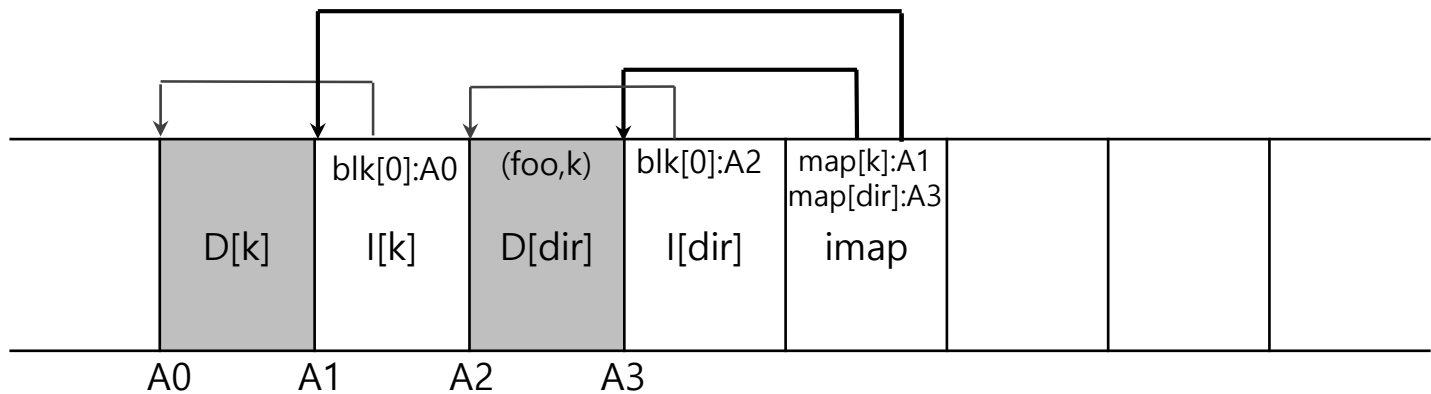 blk[0]:A0
(foo,k)
blk[0]:A2
map[k]:A1
map[dir]:A3
D[k]
I[k]
D[dir]
I[dir]
imap
A0
A1
A2
A3